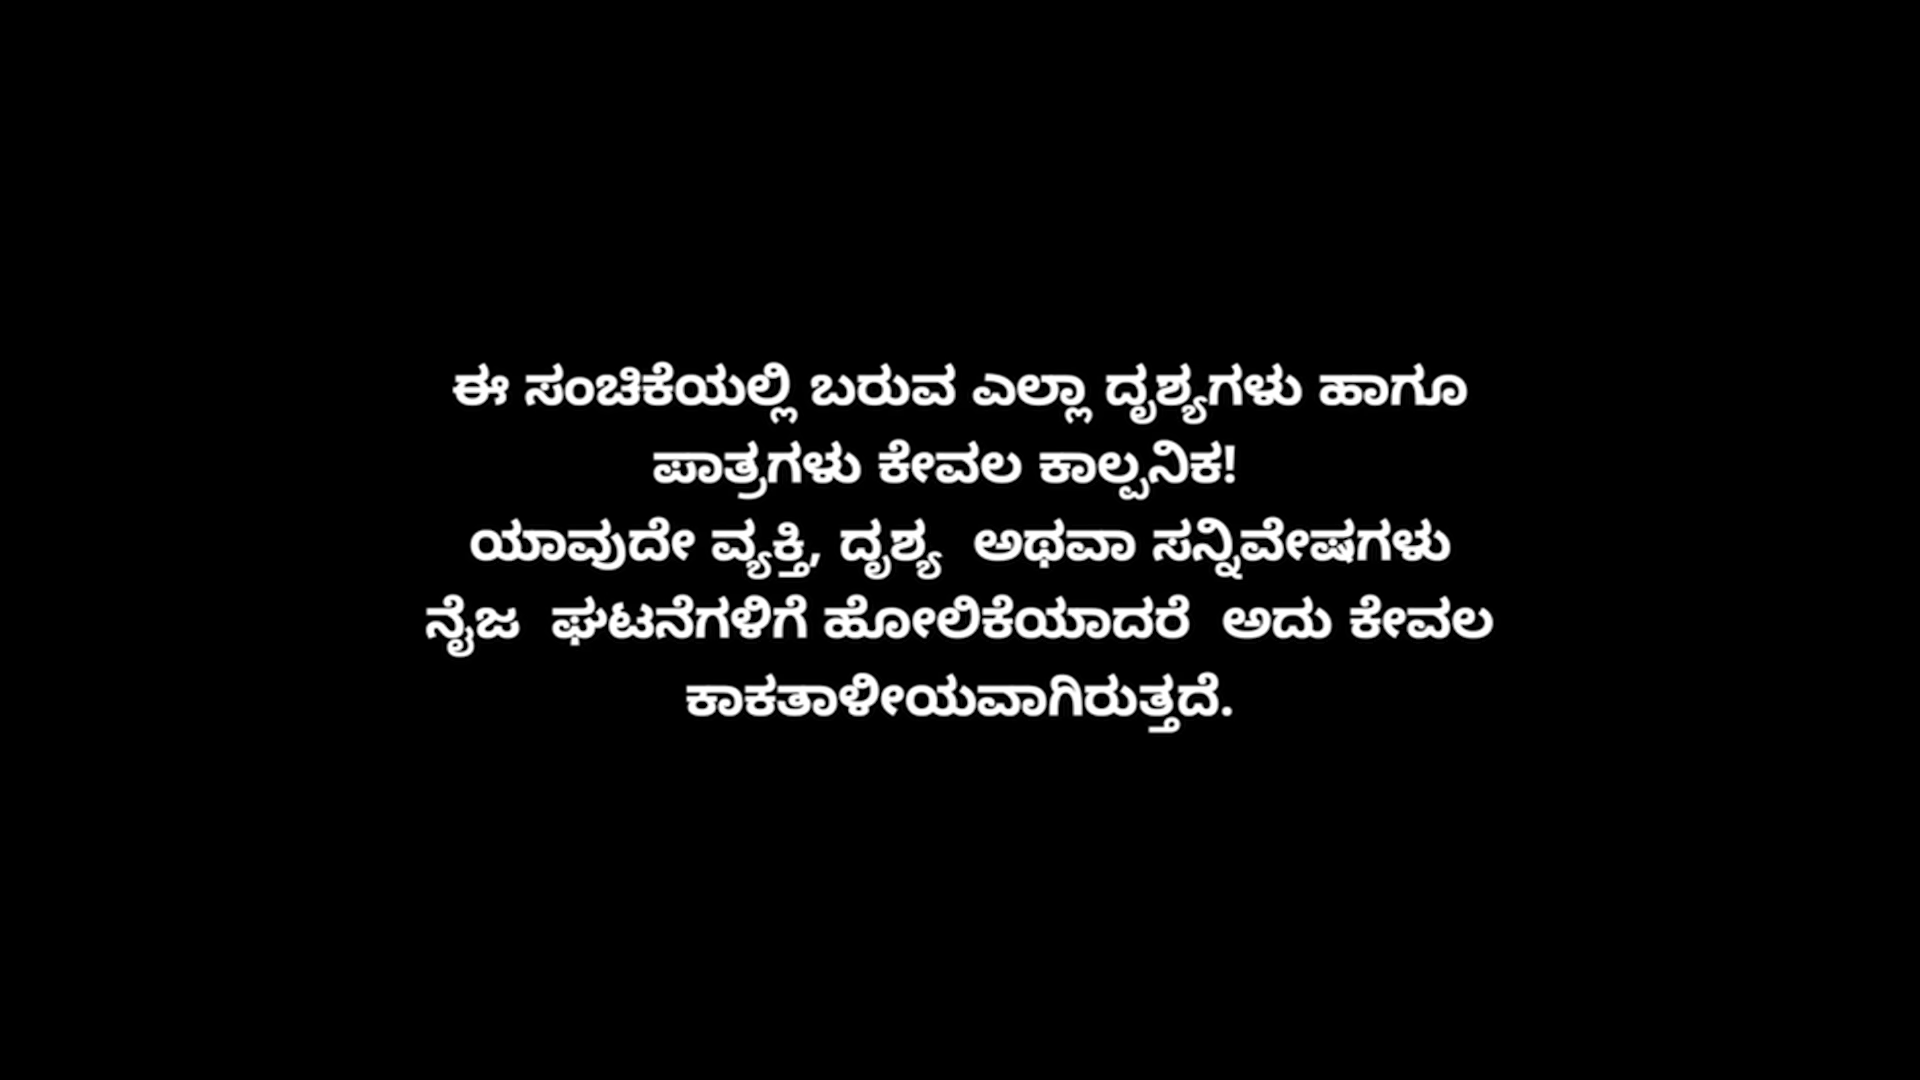 ಈ ಸಂಚಿಕೆಯಲ್ಲಿ ಬರುವ ಎಲ್ಲಾ ದೃಶ್ಯಗಳು ಹಾಗೂ
ಪಾತ್ರಗಳು ಕೇವಲ ಕಾಲ್ಪನಿಕ!
ಯಾವುದೇ ವ್ಯಕ್ತಿ, ದೃಶ್ಯ ಅಥವಾ ಸನ್ನಿವೇಷಗಳು
ನೈಜ ಘಟನೆಗಳಿಗೆ ಹೋಲಿಕೆಯಾದರೆ ಅದು ಕೇವಲ
ಕಾಕತಾಳೀಯವಾಗಿರುತ್ತದೆ.